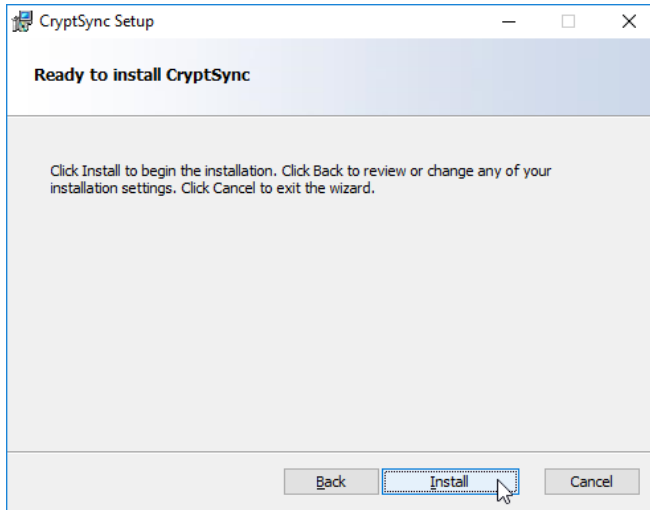 CryptSync Setup
Ready to install CryptSync
Click Install to begin the installation. Click Back to review or change any of your
installation settings. Click Cancel to exit the wizard.
Back Install Cancel